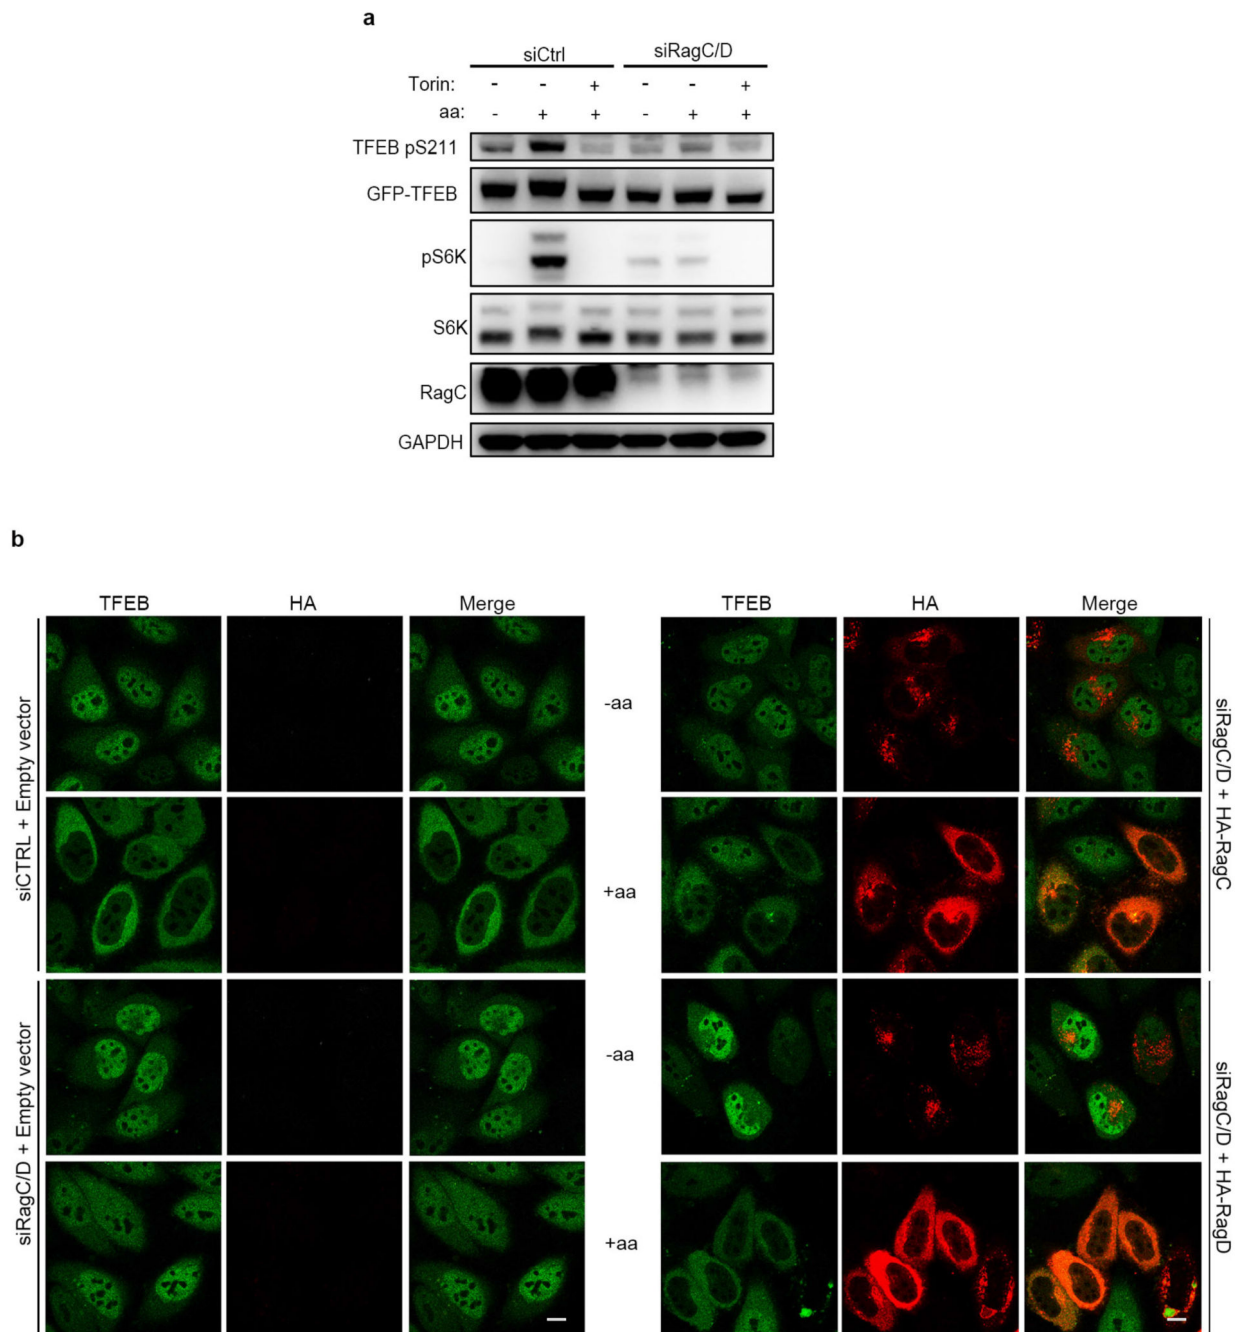 a
siCtrl siRagC/D
Torin: - - + - - +
aa: - + + - + +
TFEB pS211
GFP-TFEB
pS6K
S6K
RagC
GAPDH
b
TFEB HA Merge TFEB HA Merge
siCTRL + Empty vector
-aa
+aa
siRagC/D + HA-RagC
siRagC/D + Empty vector
-aa
+aa
siRagC/D + HA-RagD